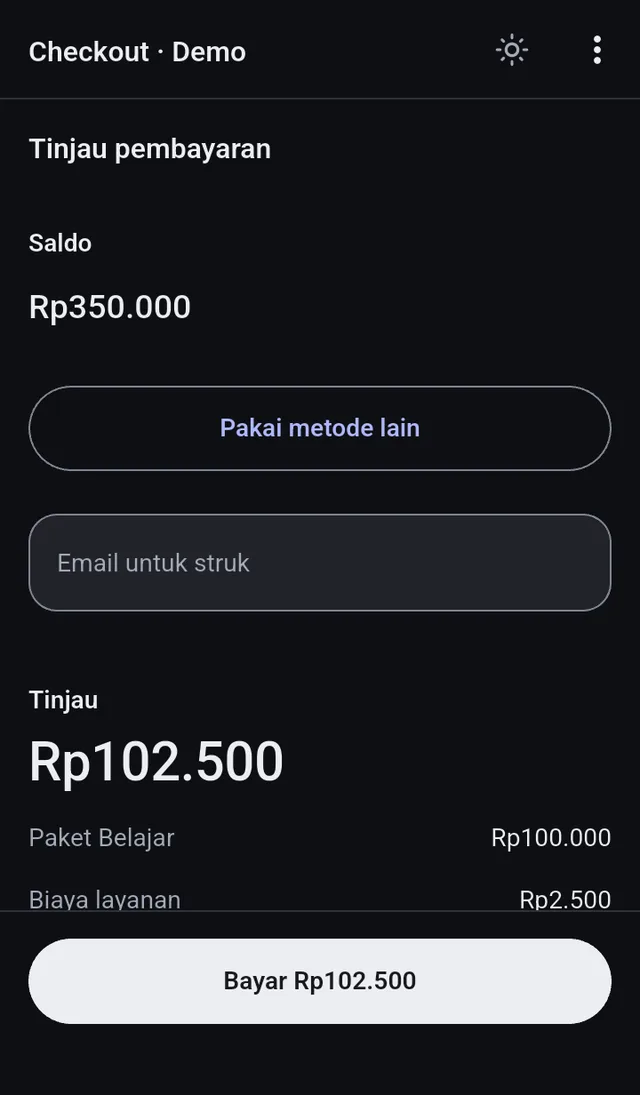 Checkout · Demo
Tinjau pembayaran
Saldo
Rp350.000
Pakai metode lain
Email untuk struk
Tinjau
Rp102.500
Paket Belajar Rp100.000
Biaya layanan Rp2.500
Bayar Rp102.500